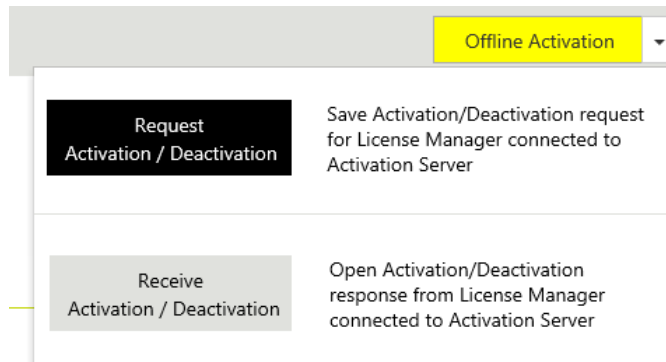 Offline Activation
Request
Activation / Deactivation
Save Activation/Deactivation request
for License Manager connected to
Activation Server
Receive
Activation / Deactivation
Open Activation/Deactivation
response from License Manager
connected to Activation Server